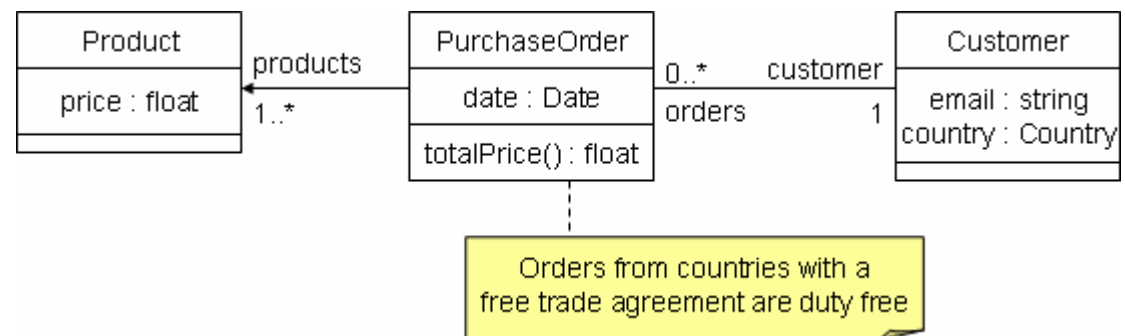 Product
price : float
products
1..*
PurchaseOrder
date : Date
totalPrice() : float
0..*
orders
customer
1
Customer
email : string
country : Country
Orders from countries with a
free trade agreement are duty free